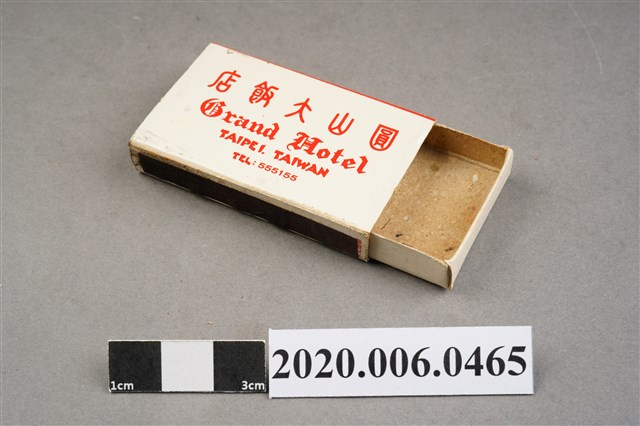 店飯大山圓
Grand Hotel
TAIPEI. TAIWAN
TEL: 555155
1cm 3cm
2020.006.0465